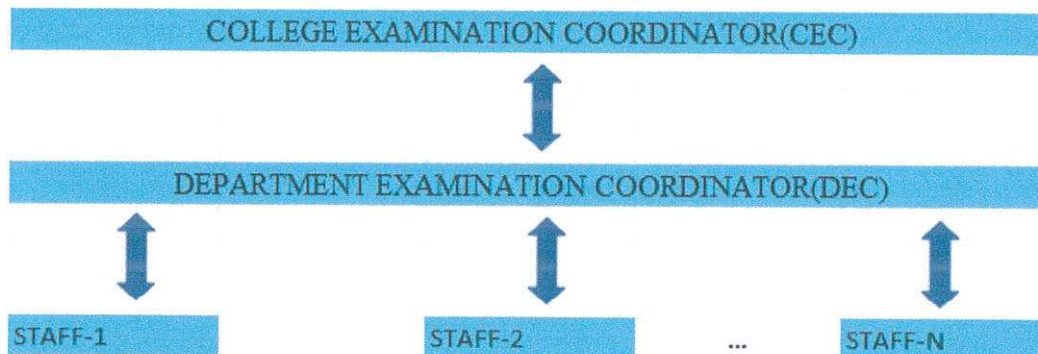 COLLEGE EXAMINATION COORDINATOR(CEC)
DEPARTMENT EXAMINATION COORDINATOR(DEC)
STAFF-1 STAFF-2 ... STAFF-N